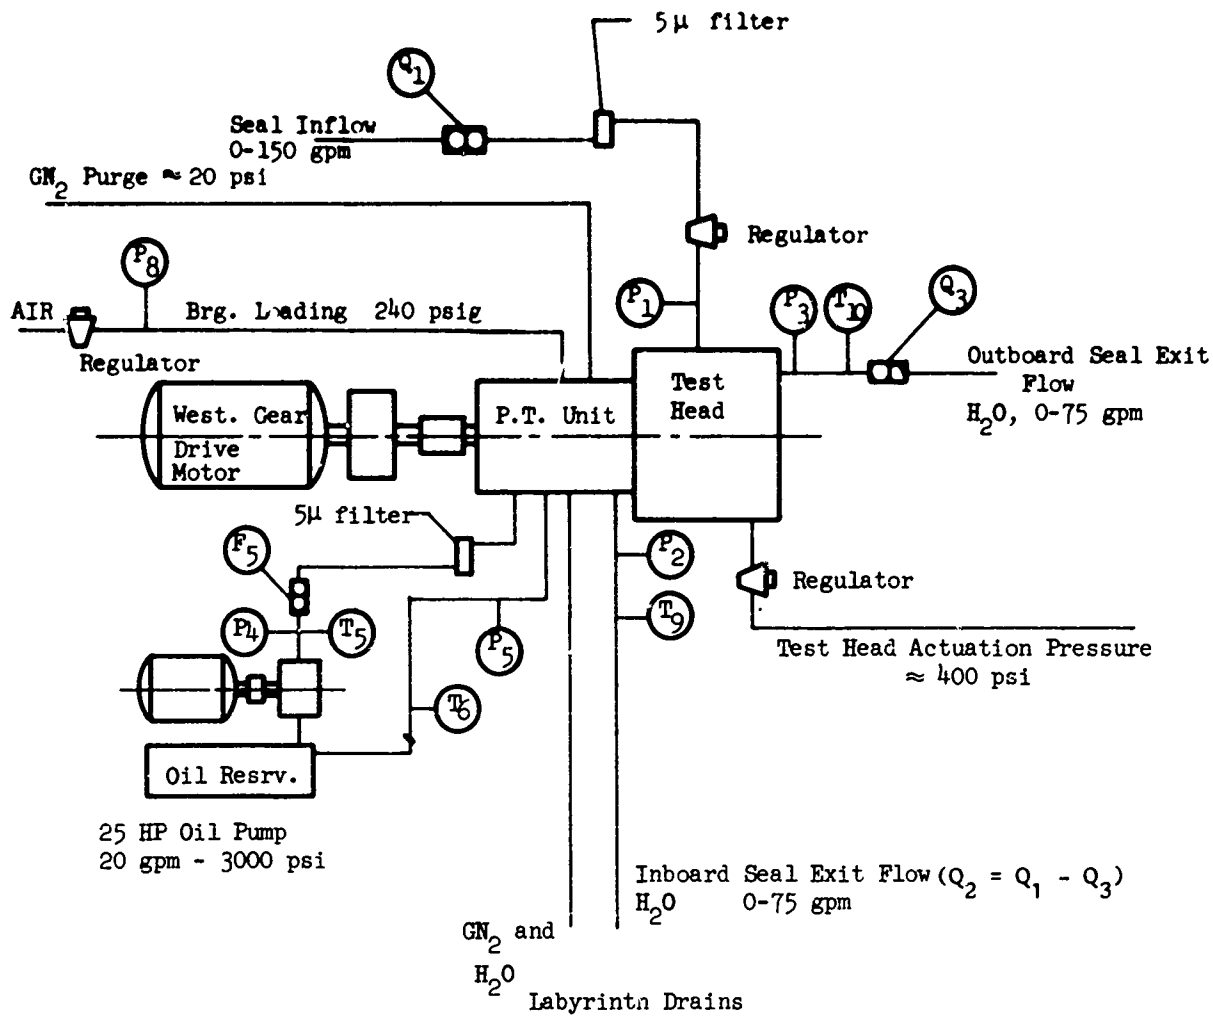 5μ filter
Q1
Seal Inflow
0-150 gpm
GN2 Purge ≈ 20 psi
Regulator
P8
P1
P3
T10
Q3
AIR
Brg. Loading 240 psig
Regulator
Outboard Seal Exit
Flow
H2O, 0-75 gpm
Test
Head
West. Gear
Drive
Motor
P.T. Unit
5μ filter
F5
P2
Regulator
P4
T5
T9
P5
Test Head Actuation Pressure
≈ 400 psi
T6
Oil Resrv.
25 HP Oil Pump
20 gpm - 3000 psi
Inboard Seal Exit Flow (Q2 = Q1 - Q3)
H2O 0-75 gpm
GN2 and
H2O
Labyrinth Drains